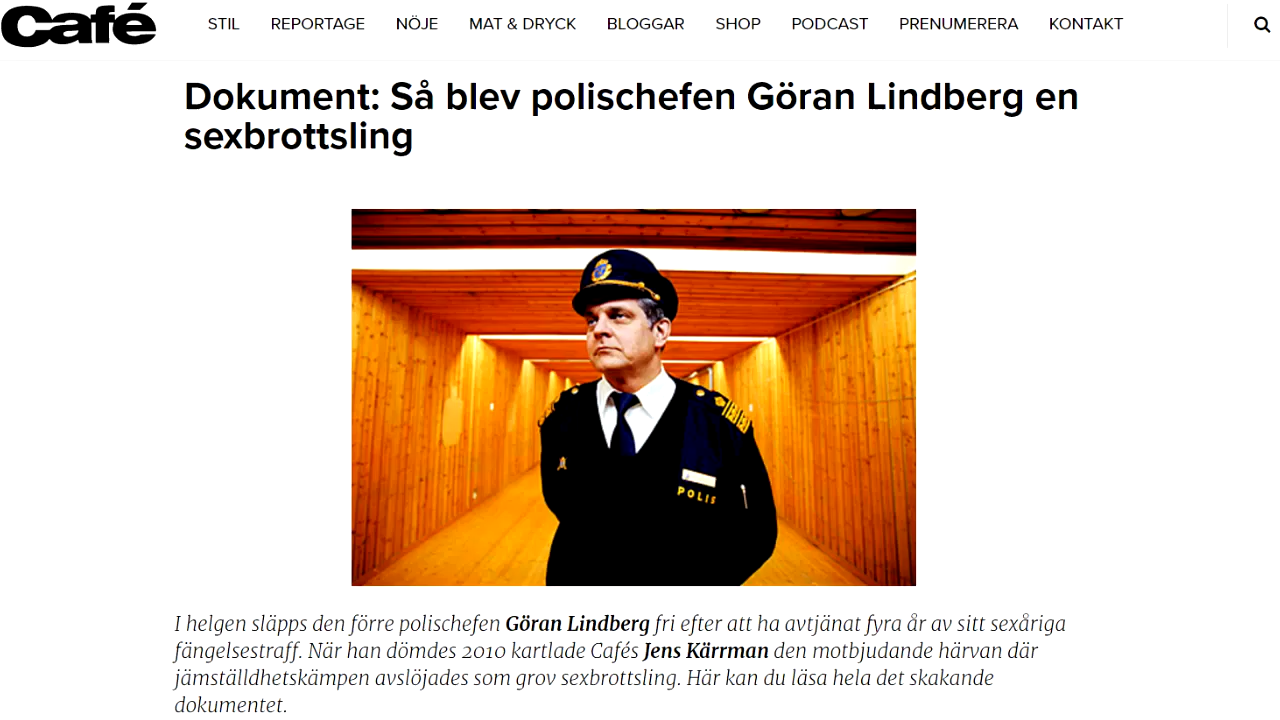 Café
STIL REPORTAGE NÖJE MAT & DRYCK BLOGGAR SHOP PODCAST PRENUMERERA KONTAKT
Dokument: Så blev polischefen Göran Lindberg en
sexbrottsling
POLIS
I helgen släpps den förre polischefen Göran Lindberg fri efter att ha avtjänat fyra år av sitt sexåriga
fängelsestraff. När han dömdes 2010 kartlade Cafés Jens Kärrman den motbjudande härvan där
jämställdhetskämpen avslöjades som grov sexbrottsling. Här kan du läsa hela det skakande
dokumentet.